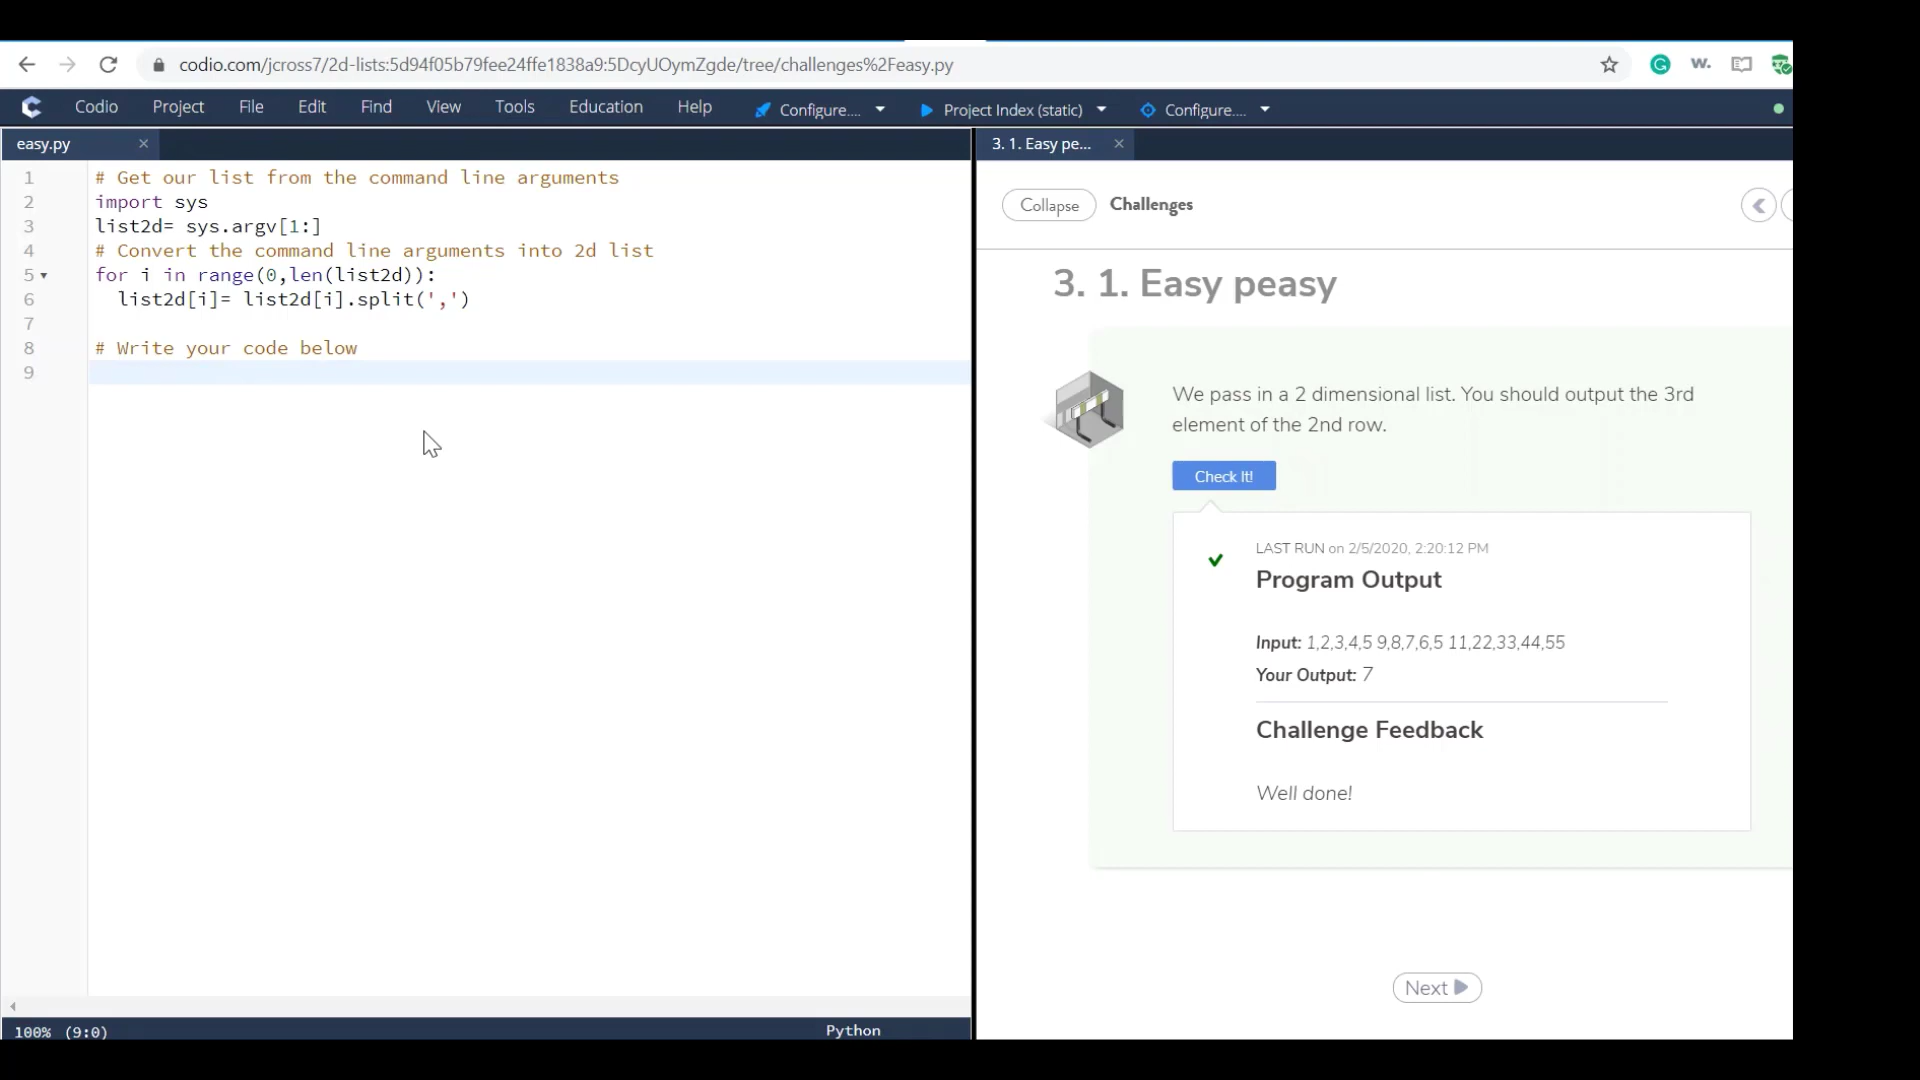 codio.com/jcross7/2d-lists:5d94f05b79fee24ffe1838a9:5DcyUOymZgde/tree/challenges%2Feasy.py
w.
Codio Project File Edit Find View Tools Education Help Configure.... Project Index (static) Configure....
easy.py
1 # Get our list from the command line arguments
2 import sys
3 list2d= sys.argv[1:]
4 # Convert the command line arguments into 2d list
5 for i in range(0,len(list2d)):
6 list2d[i]= list2d[i].split(',')
7
8 # Write your code below
9
100% (9:0) Python
3. 1. Easy pe...
Collapse Challenges
3. 1. Easy peasy
We pass in a 2 dimensional list. You should output the 3rd
element of the 2nd row.
Check It!
LAST RUN on 2/5/2020, 2:20:12 PM
Program Output
Input: 1,2,3,4,5 9,8,7,6,5 11,22,33,44,55
Your Output: 7
Challenge Feedback
Well done!
Next